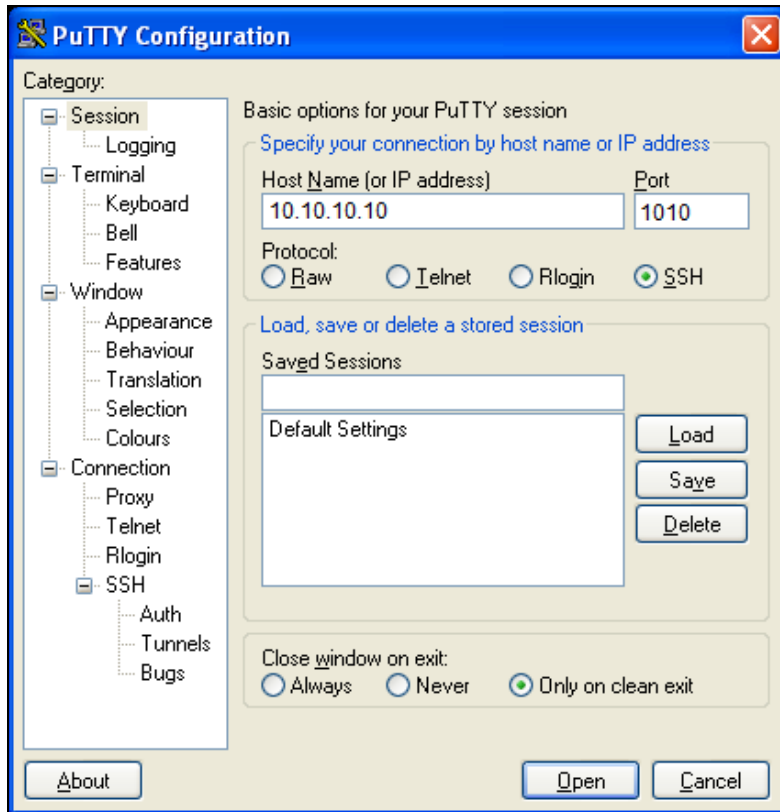 PuTTY Configuration
Category:
Session
Logging
Terminal
Keyboard
Bell
Features
Window
Appearance
Behaviour
Translation
Selection
Colours
Connection
Proxy
Telnet
Rlogin
SSH
Auth
Tunnels
Bugs
Basic options for your PuTTY session
Specify your connection by host name or IP address
Host Name (or IP address) Port
10.10.10.10 1010
Protocol:
Raw Telnet Rlogin SSH
Load, save or delete a stored session
Saved Sessions
Default Settings
Load
Save
Delete
Close window on exit:
Always Never Only on clean exit
About Open Cancel